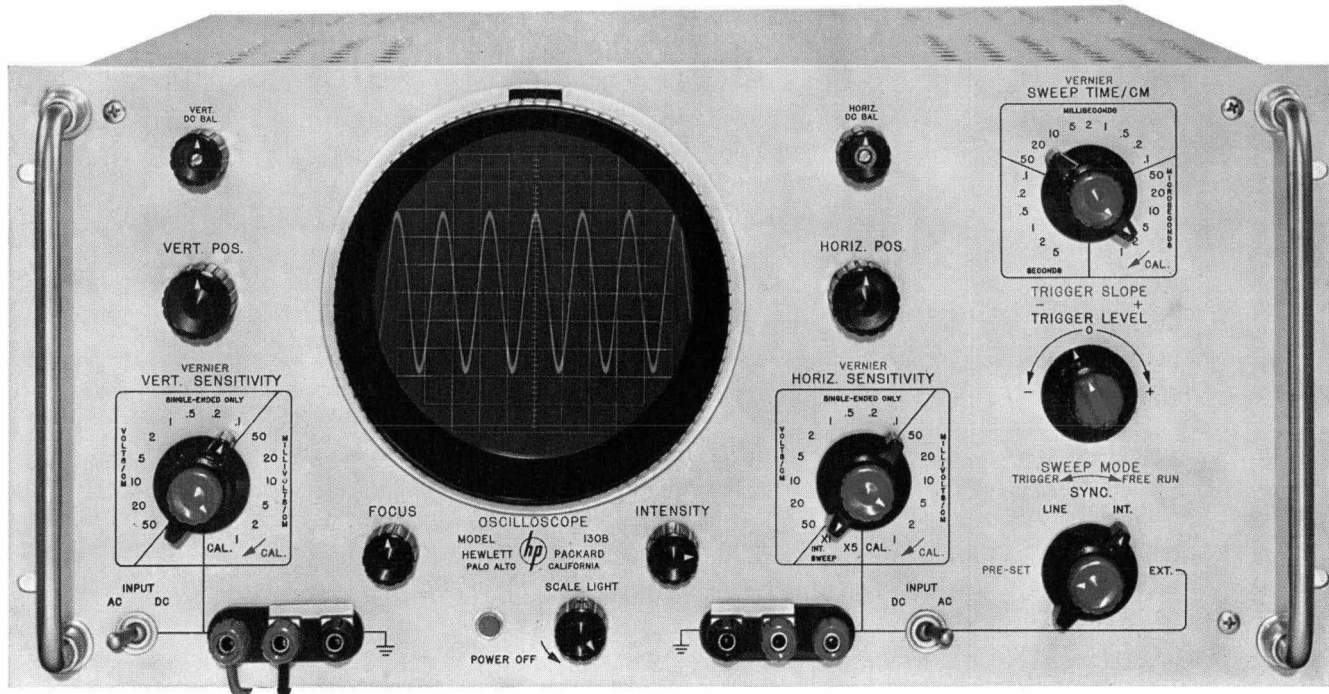 VERT.
DC BAL.
VERT. POS.
VERNIER
VERT. SENSITIVITY
SINGLE-ENDED ONLY
VOLTS/CM
MILLIVOLTS/CM
1 .5 .2 .1
2 50
5 20
10 10
20 5
50 2
CAL. 1
CAL.
INPUT
AC DC
FOCUS
OSCILLOSCOPE
MODEL 130B
HEWLETT hp PACKARD
PALO ALTO CALIFORNIA
SCALE LIGHT
POWER OFF
INTENSITY
HORIZ.
DC BAL.
HORIZ. POS.
VERNIER
HORIZ. SENSITIVITY
SINGLE-ENDED ONLY
VOLTS/CM
MILLIVOLTS/CM
1 .5 .2 .1
2 50
5 20
10 10
20 5
50 2
X1 X5 CAL. 1
INT.
SWEEP
CAL.
INPUT
DC AC
VERNIER
SWEEP TIME/CM
MILLISECONDS
5 2 1
10 .5
20 .2
50 .1
.1 50
.2 20
.5 10
1 5
2 2
5 1
MICROSECONDS
SECONDS
CAL.
TRIGGER SLOPE
- +
TRIGGER LEVEL
0
- +
SWEEP MODE
TRIGGER FREE RUN
SYNC.
LINE INT.
PRE-SET EXT.